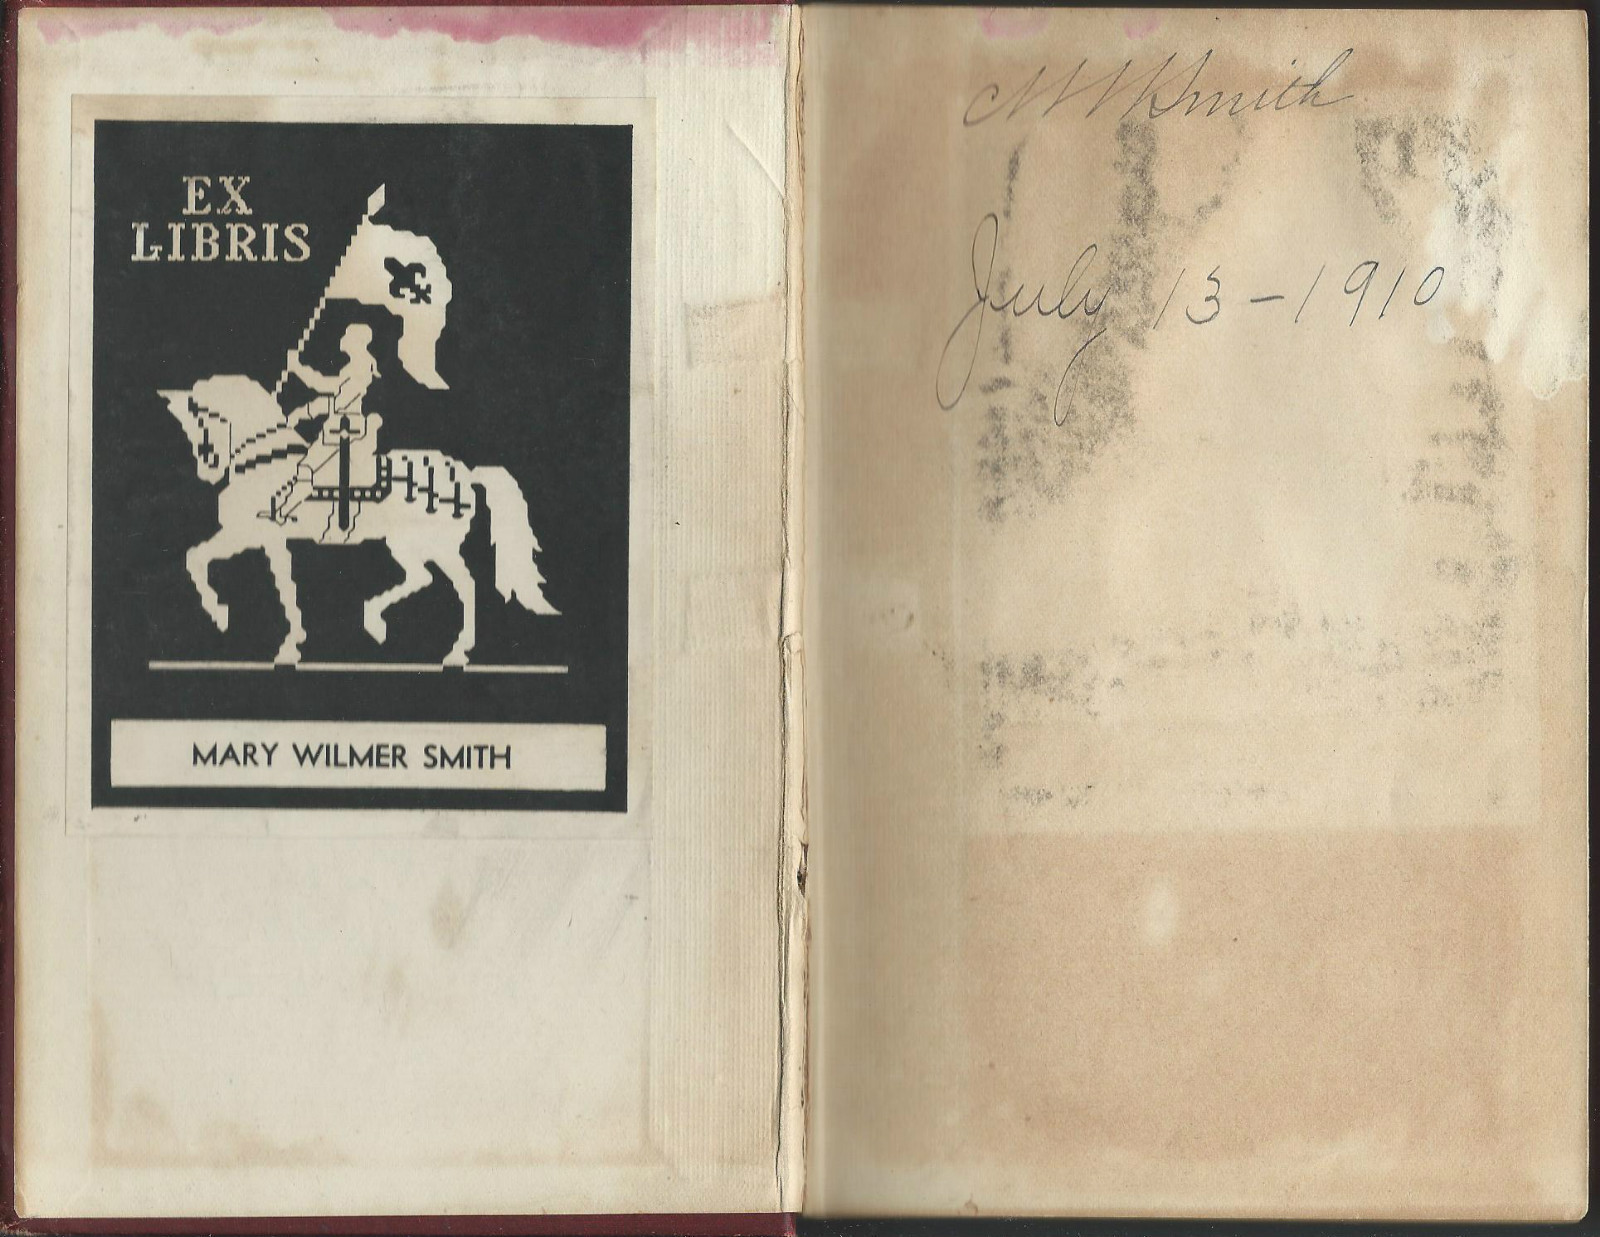 EX
LIBRIS
MARY WILMER SMITH
M W Smith
July 13-1910